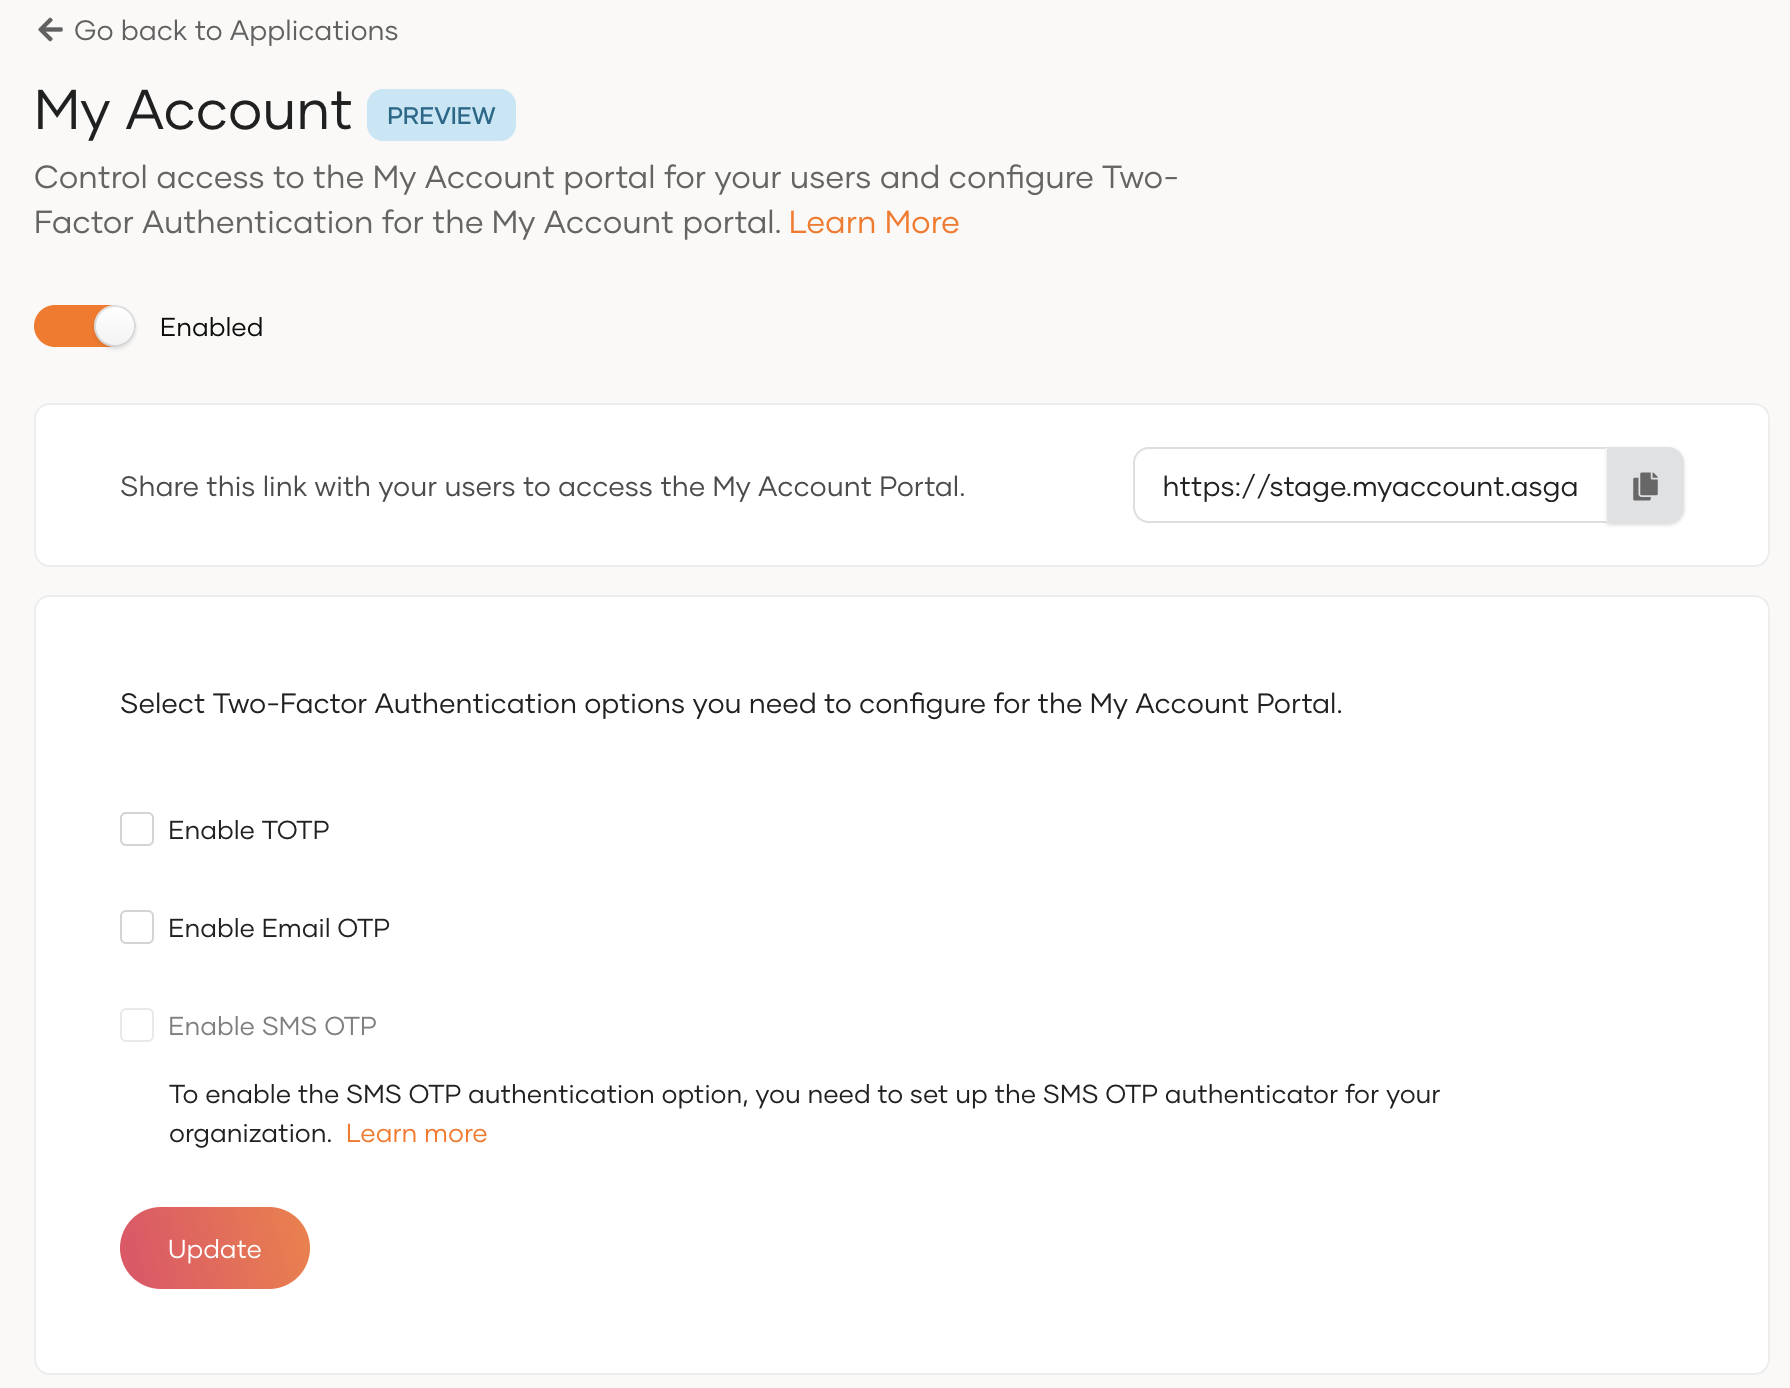 Go back to Applications
My Account PREVIEW
Control access to the My Account portal for your users and configure Two-
Factor Authentication for the My Account portal. Learn More
Enabled
Share this link with your users to access the My Account Portal.
https://stage.myaccount.asga
Select Two-Factor Authentication options you need to configure for the My Account Portal.
Enable TOTP
Enable Email OTP
Enable SMS OTP
To enable the SMS OTP authentication option, you need to set up the SMS OTP authenticator for your
organization. Learn more
Update